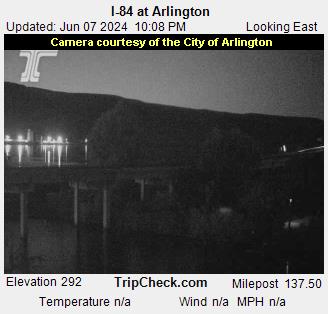 I-84 at Arlington
Updated: Jun 07 2024 10:08 PM Looking East
Camera courtesy of the City of Arlington
Elevation 292 TripCheck.com Milepost 137.50
Temperature n/a Wind n/a MPH n/a